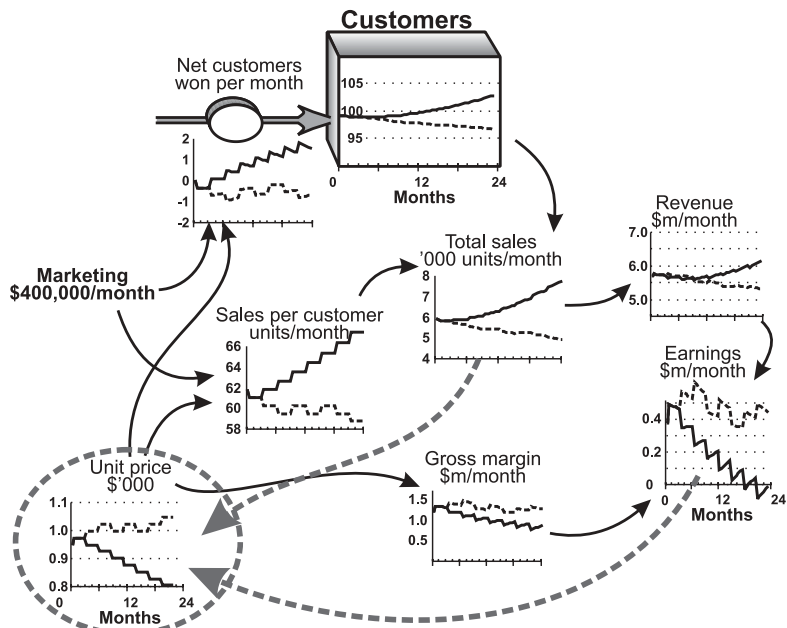 Customers
Net customers
won per month
105
100
95
0
12
24
Months
2
1
0
-1
-2
Revenue
$m/month
7.0
6.0
5.0
Total sales
'000 units/month
8
7
6
5
4
Marketing
$400,000/month
Sales per customer
units/month
66
64
62
60
58
Earnings
$m/month
0.4
0.2
0
0
12
24
Months
Unit price
$'000
1.1
1.0
0.9
0.8
0
12
24
Months
Gross margin
$m/month
1.5
1.0
0.5